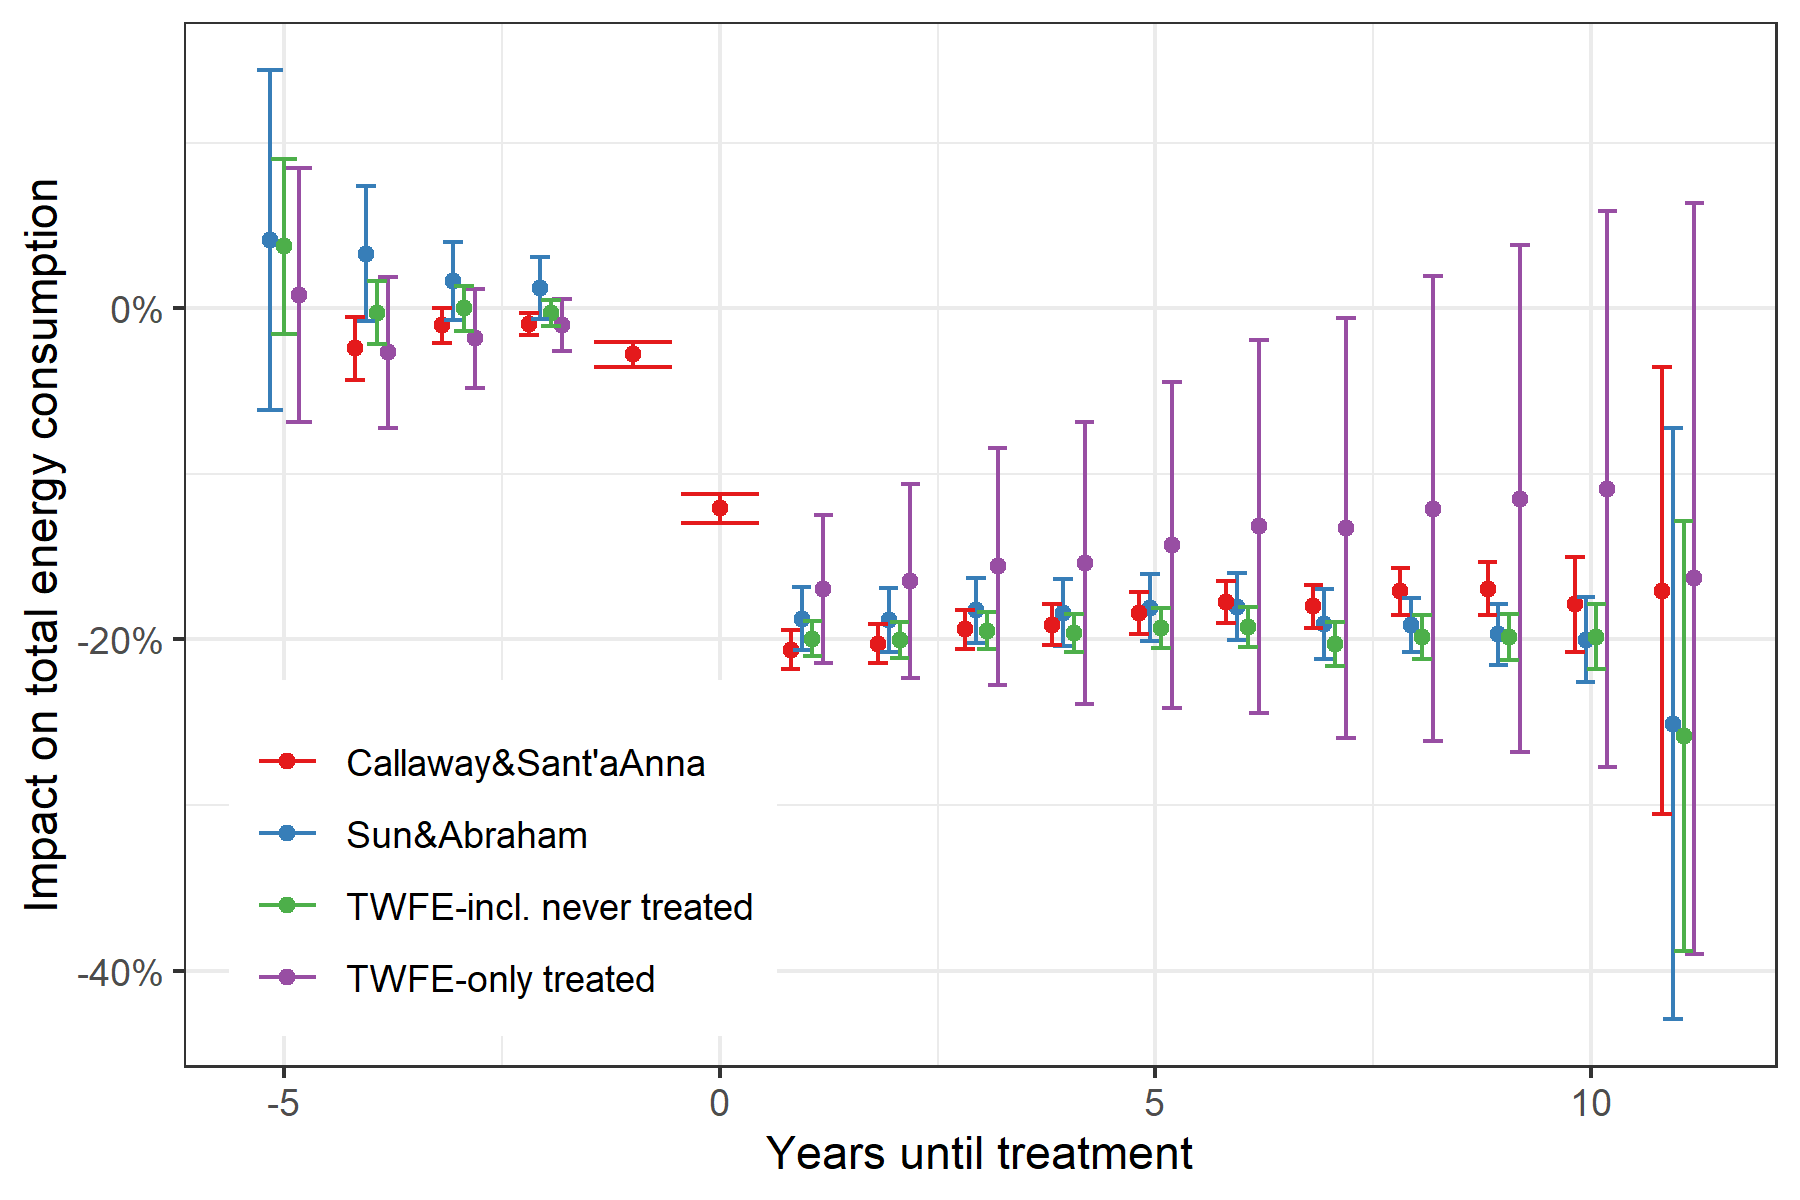 Impact on total energy consumption
0%
-20%
-40%
Callaway&Sant'aAnna
Sun&Abraham
TWFE-incl. never treated
TWFE-only treated
-5
0
5
10
Years until treatment